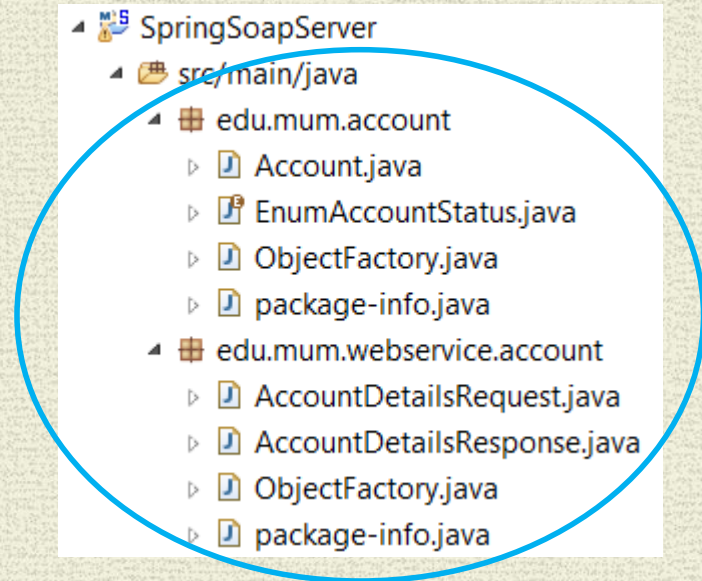 SpringSoapServer
src/main/java
edu.mum.account
Account.java
EnumAccountStatus.java
ObjectFactory.java
package-info.java
edu.mum.webservice.account
AccountDetailsRequest.java
AccountDetailsResponse.java
ObjectFactory.java
package-info.java